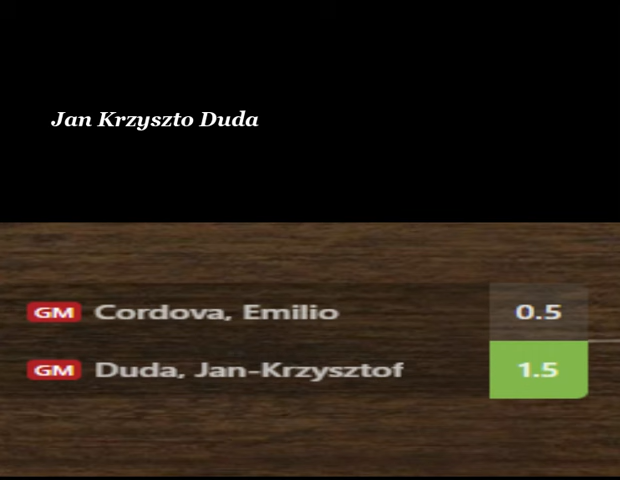 Jan Krzyszto Duda
GM Cordova, Emilio 0.5
GM Duda, Jan-Krzysztof 1.5